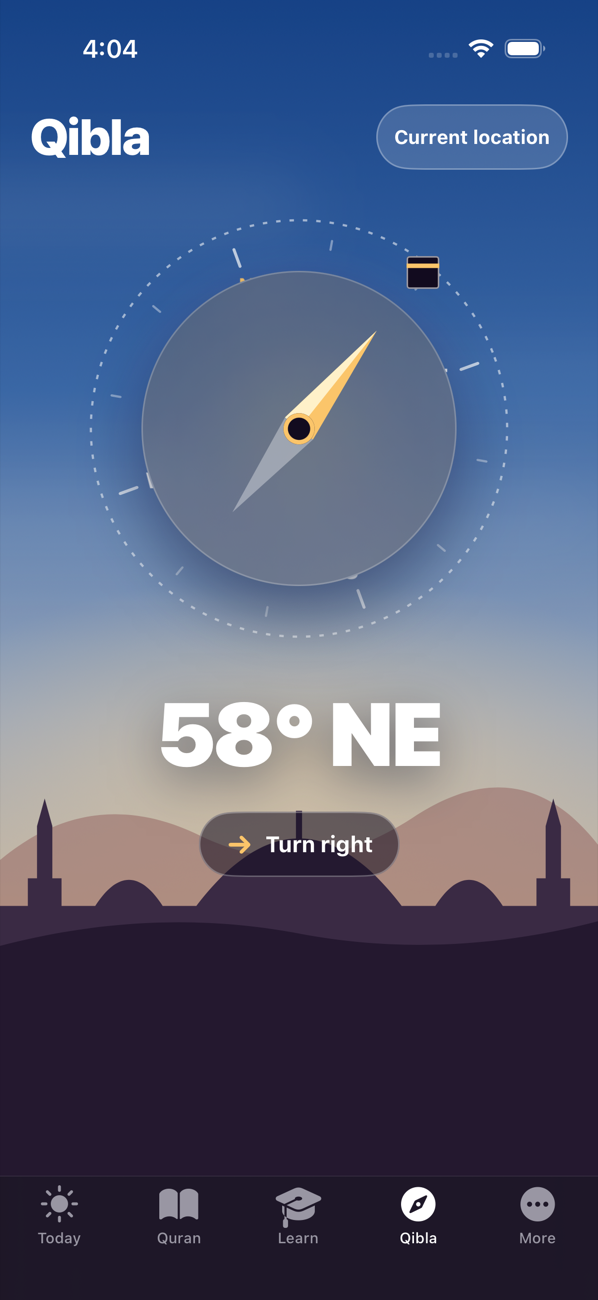 4:04
Qibla
Current location
58° NE
Turn right
Today
Quran
Learn
Qibla
More